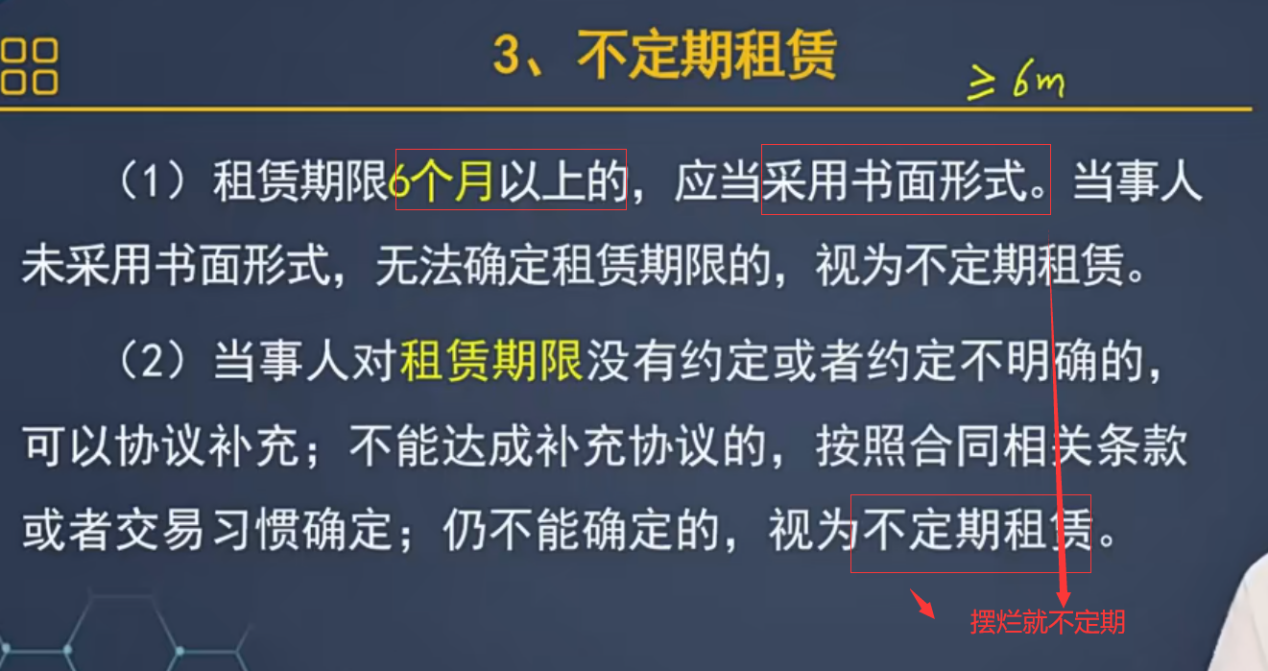 3、不定期租赁
≥6m
（1）租赁期限6个月以上的，应当采用书面形式。当事人
未采用书面形式，无法确定租赁期限的，视为不定期租赁。
（2）当事人对租赁期限没有约定或者约定不明确的，
可以协议补充；不能达成补充协议的，按照合同相关条款
或者交易习惯确定；仍不能确定的，视为不定期租赁。
摆烂就不定期